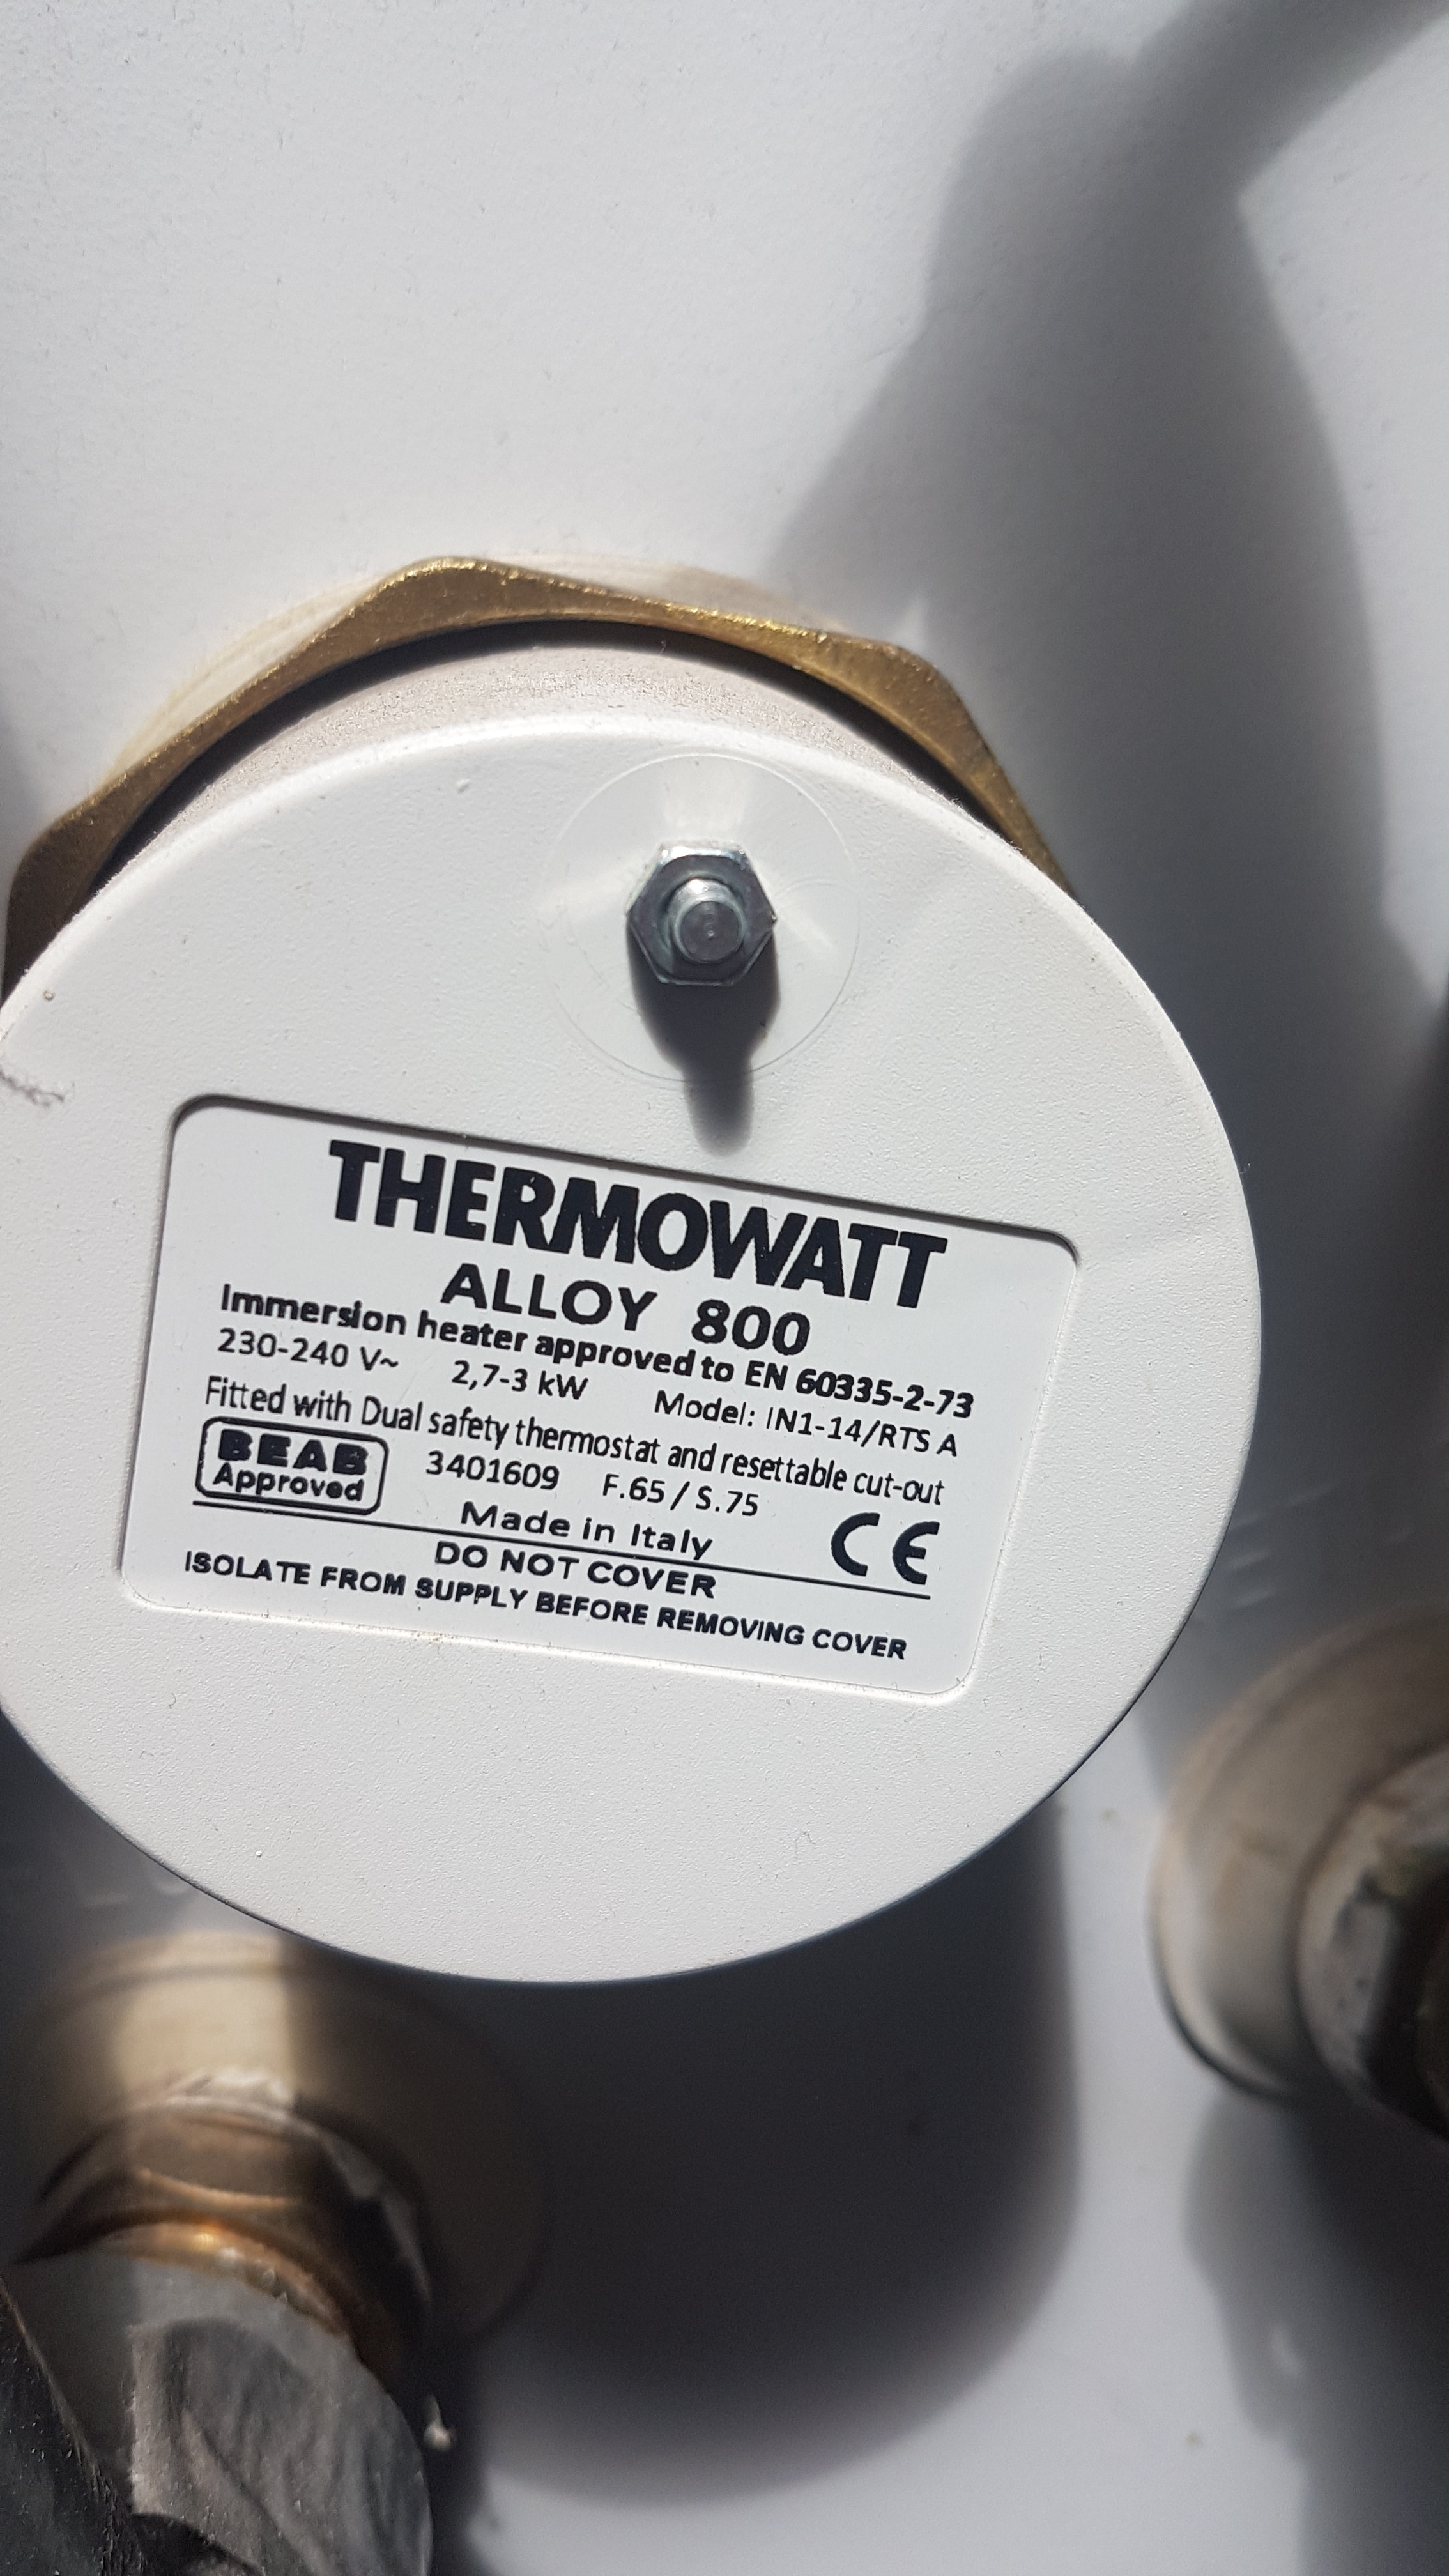 THERMOWATT
ALLOY 800
Immersion heater approved to EN 60335-2-73
230-240 V~ 2,7-3 kW Model: IN1-14/RTS A
Fitted with Dual safety thermostat and resettable cut-out
BEAB
Approved
3401609 F.65 / S.75
Made in Italy
CE
DO NOT COVER
ISOLATE FROM SUPPLY BEFORE REMOVING COVER